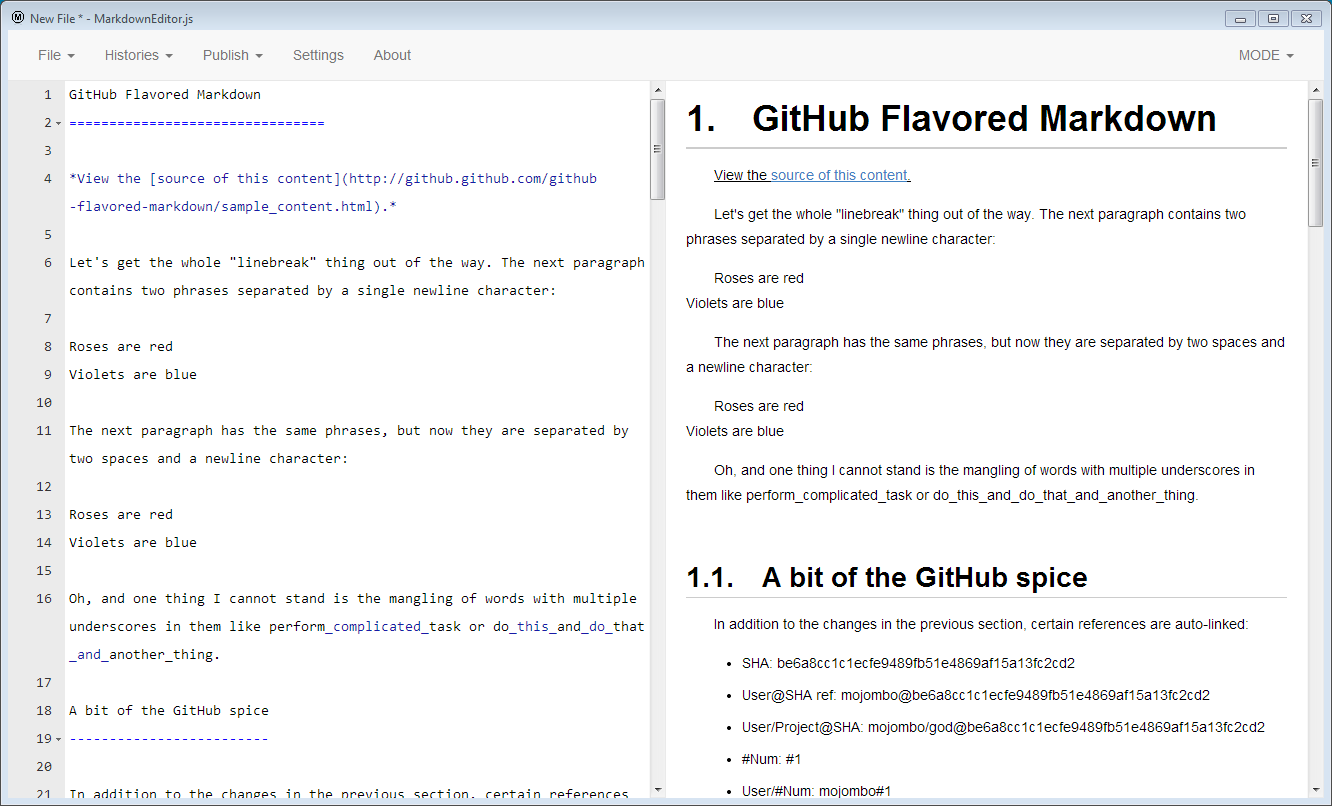 New File * - MarkdownEditor.js
File Histories Publish Settings About MODE
1 GitHub Flavored Markdown
2 ================================
3
4 *View the [source of this content](http://github.github.com/github
-flavored-markdown/sample_content.html).*
5
6 Let's get the whole "linebreak" thing out of the way. The next paragraph
contains two phrases separated by a single newline character:
7
8 Roses are red
9 Violets are blue
10
11 The next paragraph has the same phrases, but now they are separated by
two spaces and a newline character:
12
13 Roses are red
14 Violets are blue
15
16 Oh, and one thing I cannot stand is the mangling of words with multiple
underscores in them like perform_complicated_task or do_this_and_do_that
_and_another_thing.
17
18 A bit of the GitHub spice
19 -------------------------
20
21 In addition to the changes in the previous section, certain references
1. GitHub Flavored Markdown
View the source of this content.
Let's get the whole "linebreak" thing out of the way. The next paragraph contains two
phrases separated by a single newline character:
Roses are red
Violets are blue
The next paragraph has the same phrases, but now they are separated by two spaces and
a newline character:
Roses are red
Violets are blue
Oh, and one thing I cannot stand is the mangling of words with multiple underscores in
them like perform_complicated_task or do_this_and_do_that_and_another_thing.
1.1. A bit of the GitHub spice
In addition to the changes in the previous section, certain references are auto-linked:
• SHA: be6a8cc1c1ecfe9489fb51e4869af15a13fc2cd2
• User@SHA ref: mojombo@be6a8cc1c1ecfe9489fb51e4869af15a13fc2cd2
• User/Project@SHA: mojombo/god@be6a8cc1c1ecfe9489fb51e4869af15a13fc2cd2
• #Num: #1
• User/#Num: mojombo#1